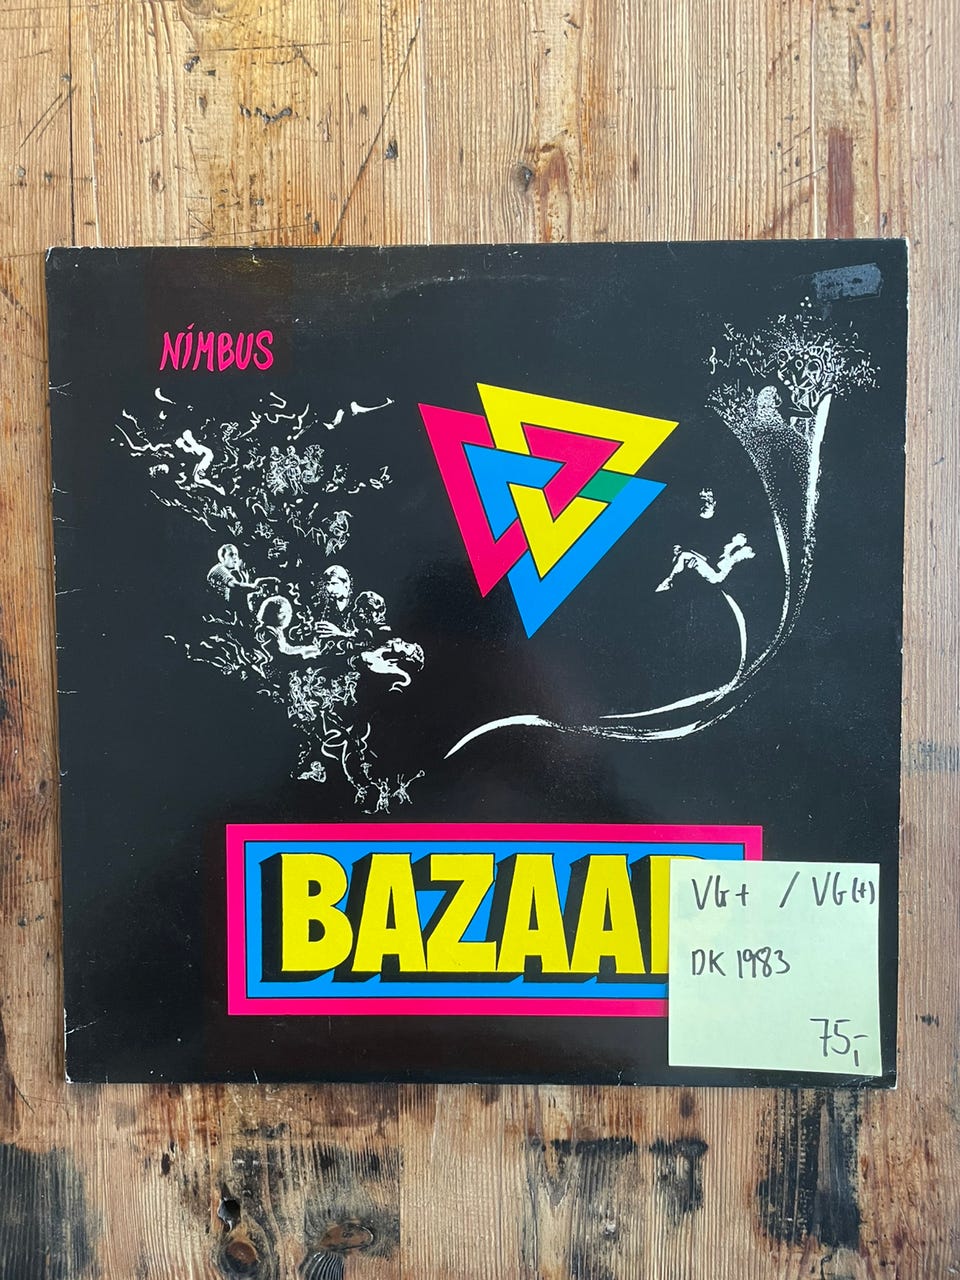 NIMBUS
BAZAAR
VG+ / VG(+)
DK 1983
75,-